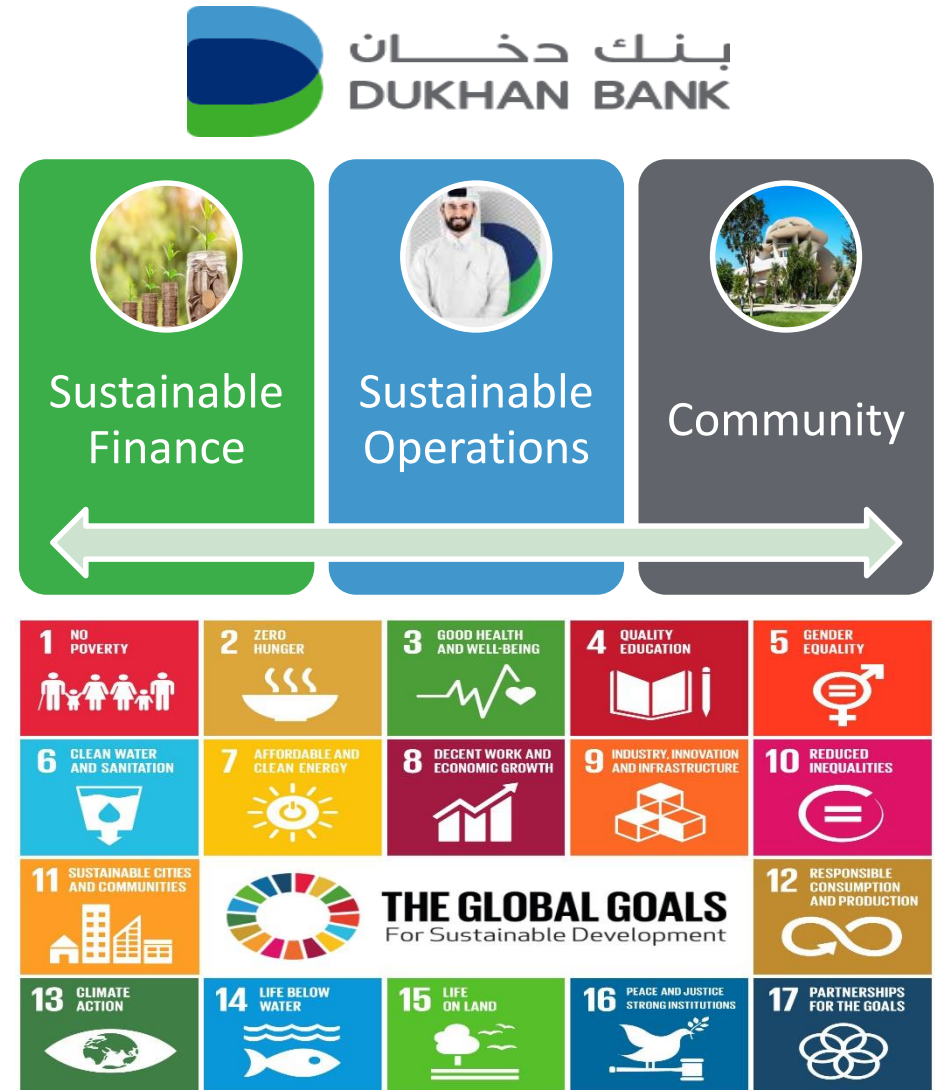 بنك دخان
DUKHAN BANK
Sustainable
Finance
Sustainable
Operations
Community
1 NO
POVERTY
2 ZERO
HUNGER
3 GOOD HEALTH
AND WELL-BEING
4 QUALITY
EDUCATION
5 GENDER
EQUALITY
6 CLEAN WATER
AND SANITATION
7 AFFORDABLE AND
CLEAN ENERGY
8 DECENT WORK AND
ECONOMIC GROWTH
9 INDUSTRY, INNOVATION
AND INFRASTRUCTURE
10 REDUCED
INEQUALITIES
11 SUSTAINABLE CITIES
AND COMMUNITIES
THE GLOBAL GOALS
For Sustainable Development
12 RESPONSIBLE
CONSUMPTION
AND PRODUCTION
13 CLIMATE
ACTION
14 LIFE BELOW
WATER
15 LIFE
ON LAND
16 PEACE AND JUSTICE
STRONG INSTITUTIONS
17 PARTNERSHIPS
FOR THE GOALS